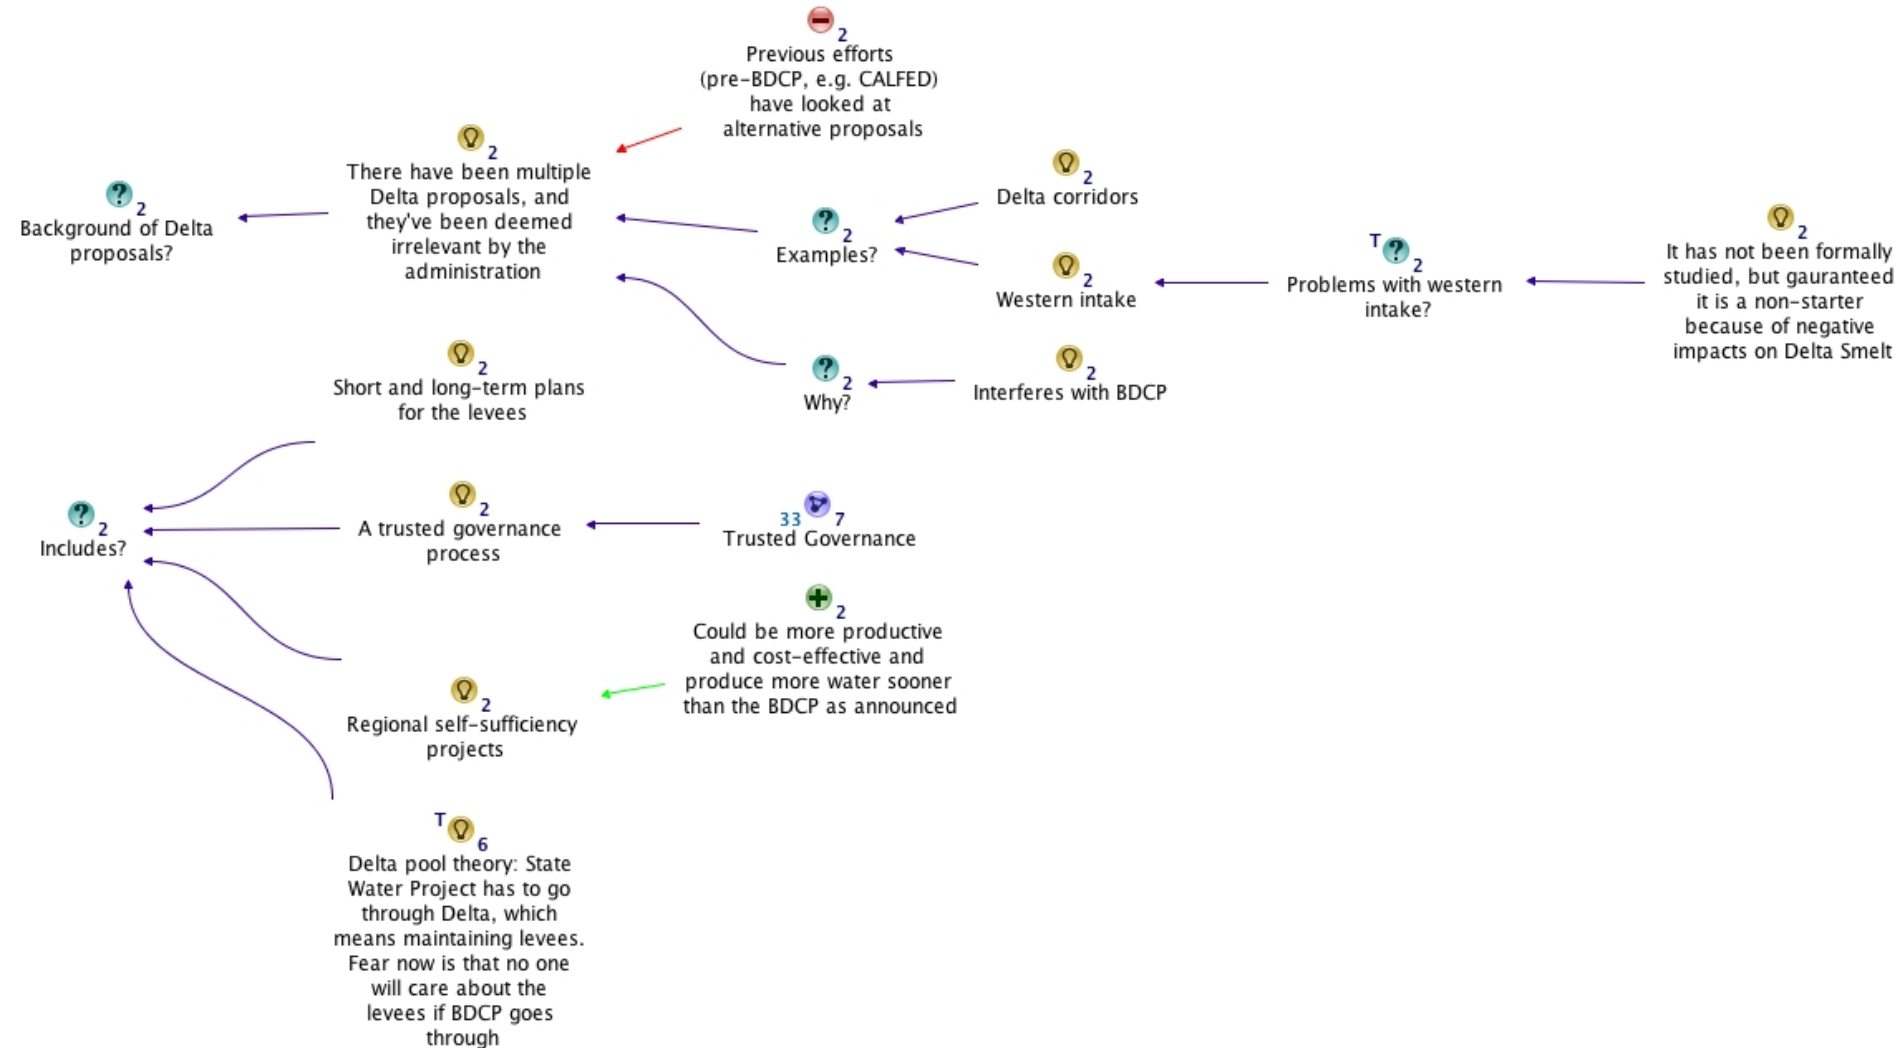 2
Previous efforts
(pre-BDCP, e.g. CALFED)
have looked at
alternative proposals
2
There have been multiple
Delta proposals, and
they've been deemed
irrelevant by the
administration
2
Background of Delta
proposals?
2
Examples?
2
Delta corridors
2
Western intake
T
2
Problems with western
intake?
2
It has not been formally
studied, but gauranteed
it is a non-starter
because of negative
impacts on Delta Smelt
2
Why?
2
Interferes with BDCP
2
Short and long-term plans
for the levees
2
Includes?
2
A trusted governance
process
33 7
Trusted Governance
2
Could be more productive
and cost-effective and
produce more water sooner
than the BDCP as announced
2
Regional self-sufficiency
projects
T
6
Delta pool theory: State
Water Project has to go
through Delta, which
means maintaining levees.
Fear now is that no one
will care about the
levees if BDCP goes
through